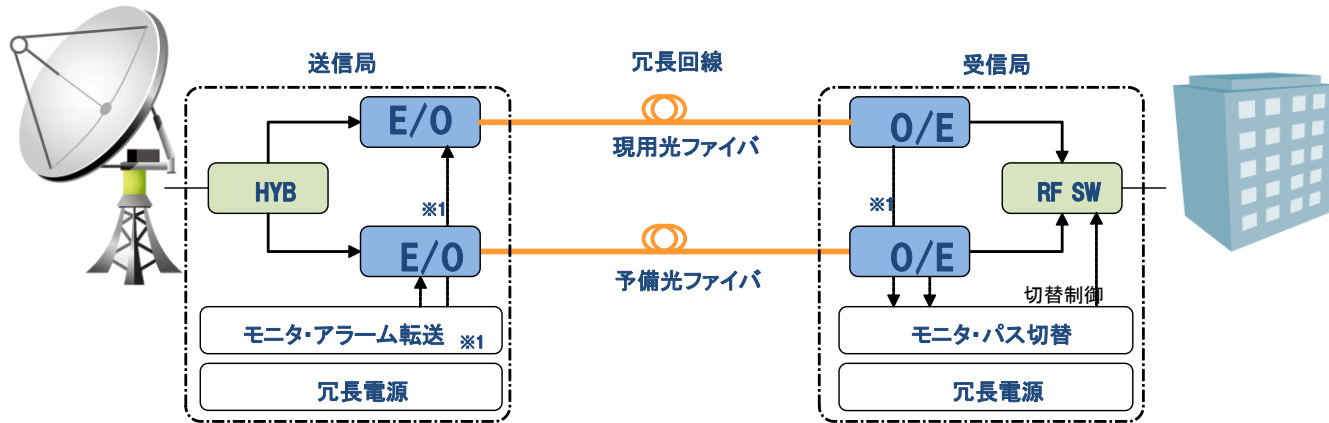 送信局
冗長回線
受信局
E/O
O/E
現用光ファイバ
HYB
RF SW
※1
※1
E/O
O/E
予備光ファイバ
切替制御
モニタ・アラーム転送 ※1
モニタ・パス切替
冗長電源
冗長電源